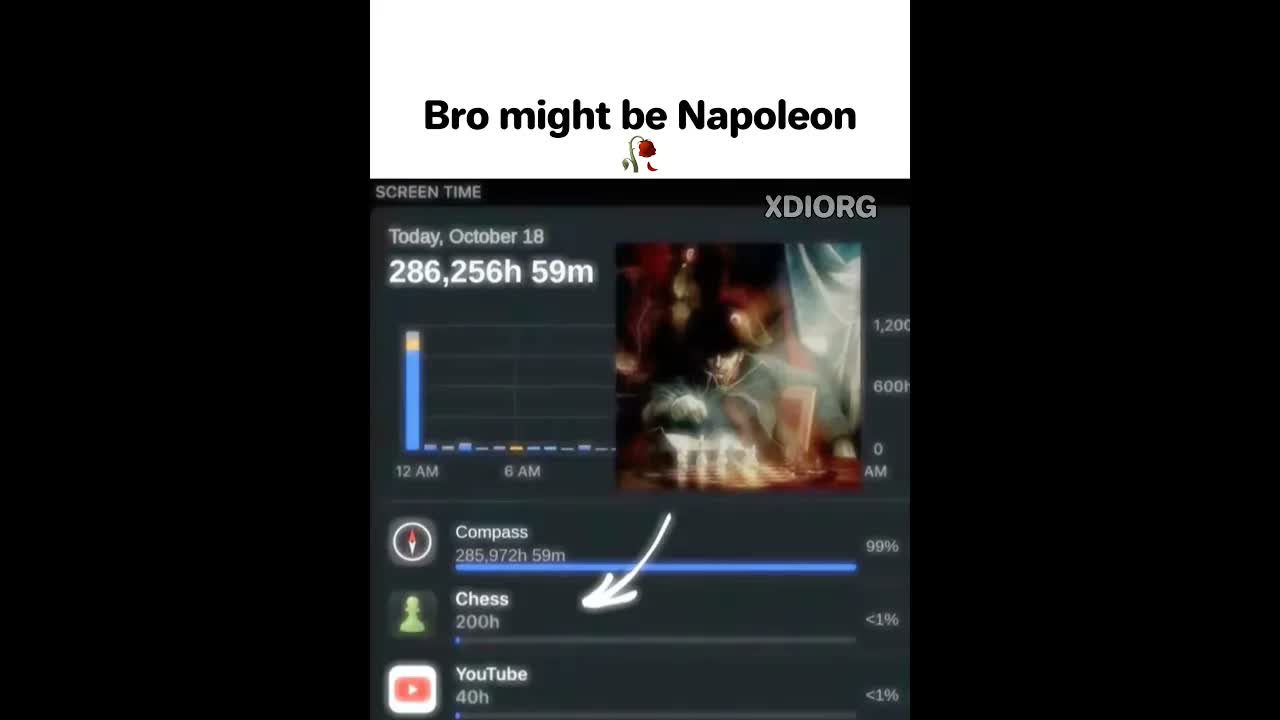 Bro might be Napoleon
🥀
SCREEN TIME
XDIORG
Today, October 18
286,256h 59m
1,200
600h
0
12 AM
6 AM
AM
Compass
285,972h 59m
99%
Chess
200h
<1%
YouTube
40h
<1%